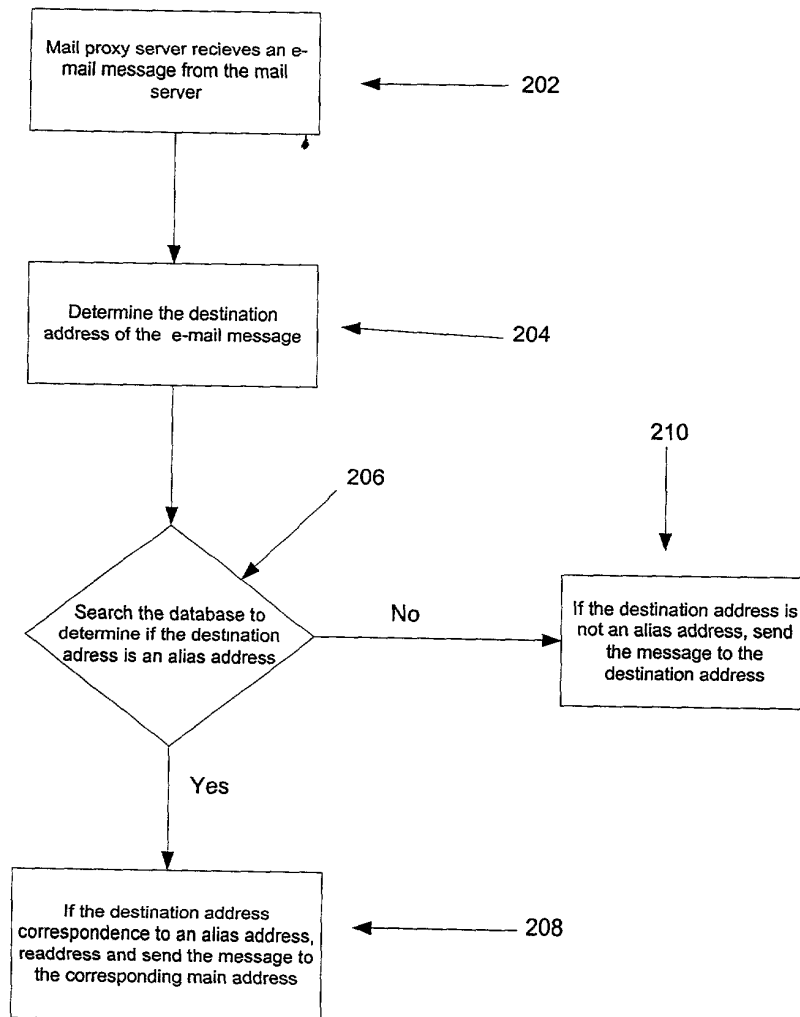 Mail proxy server recieves an e-
mail message from the mail
server
202
Determine the destination
address of the e-mail message
204
206
210
Search the database to
determine if the destination
adress is an alias address
No
If the destination address is
not an alias address, send
the message to the
destination address
Yes
If the destination address
correspondence to an alias address,
readdress and send the message to
the corresponding main address
208